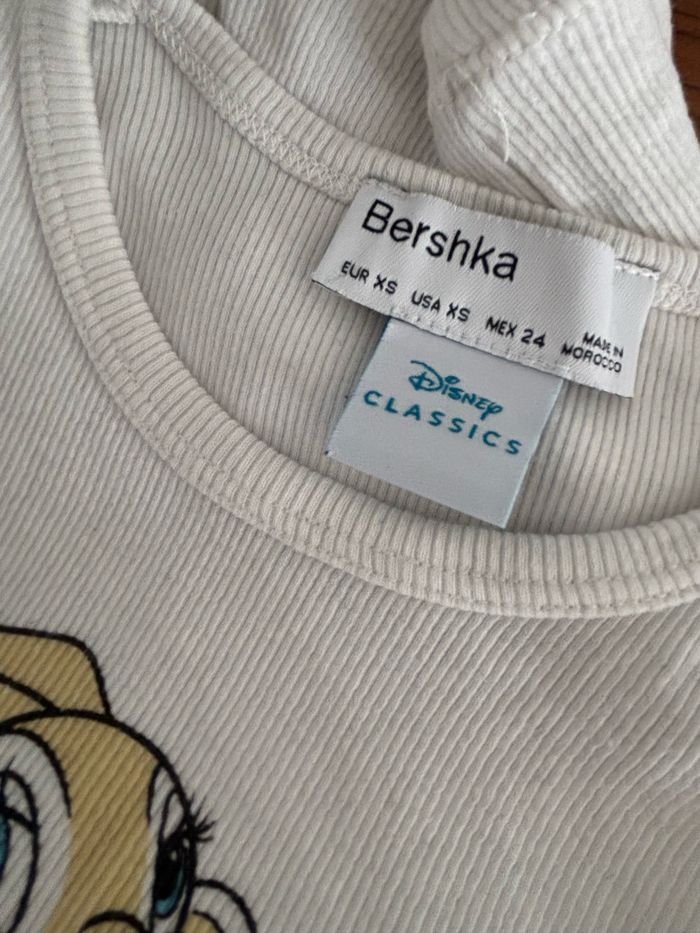 Bershka
EUR XS USA XS MEX 24 MADE IN
MOROCCO
Disney
CLASSICS